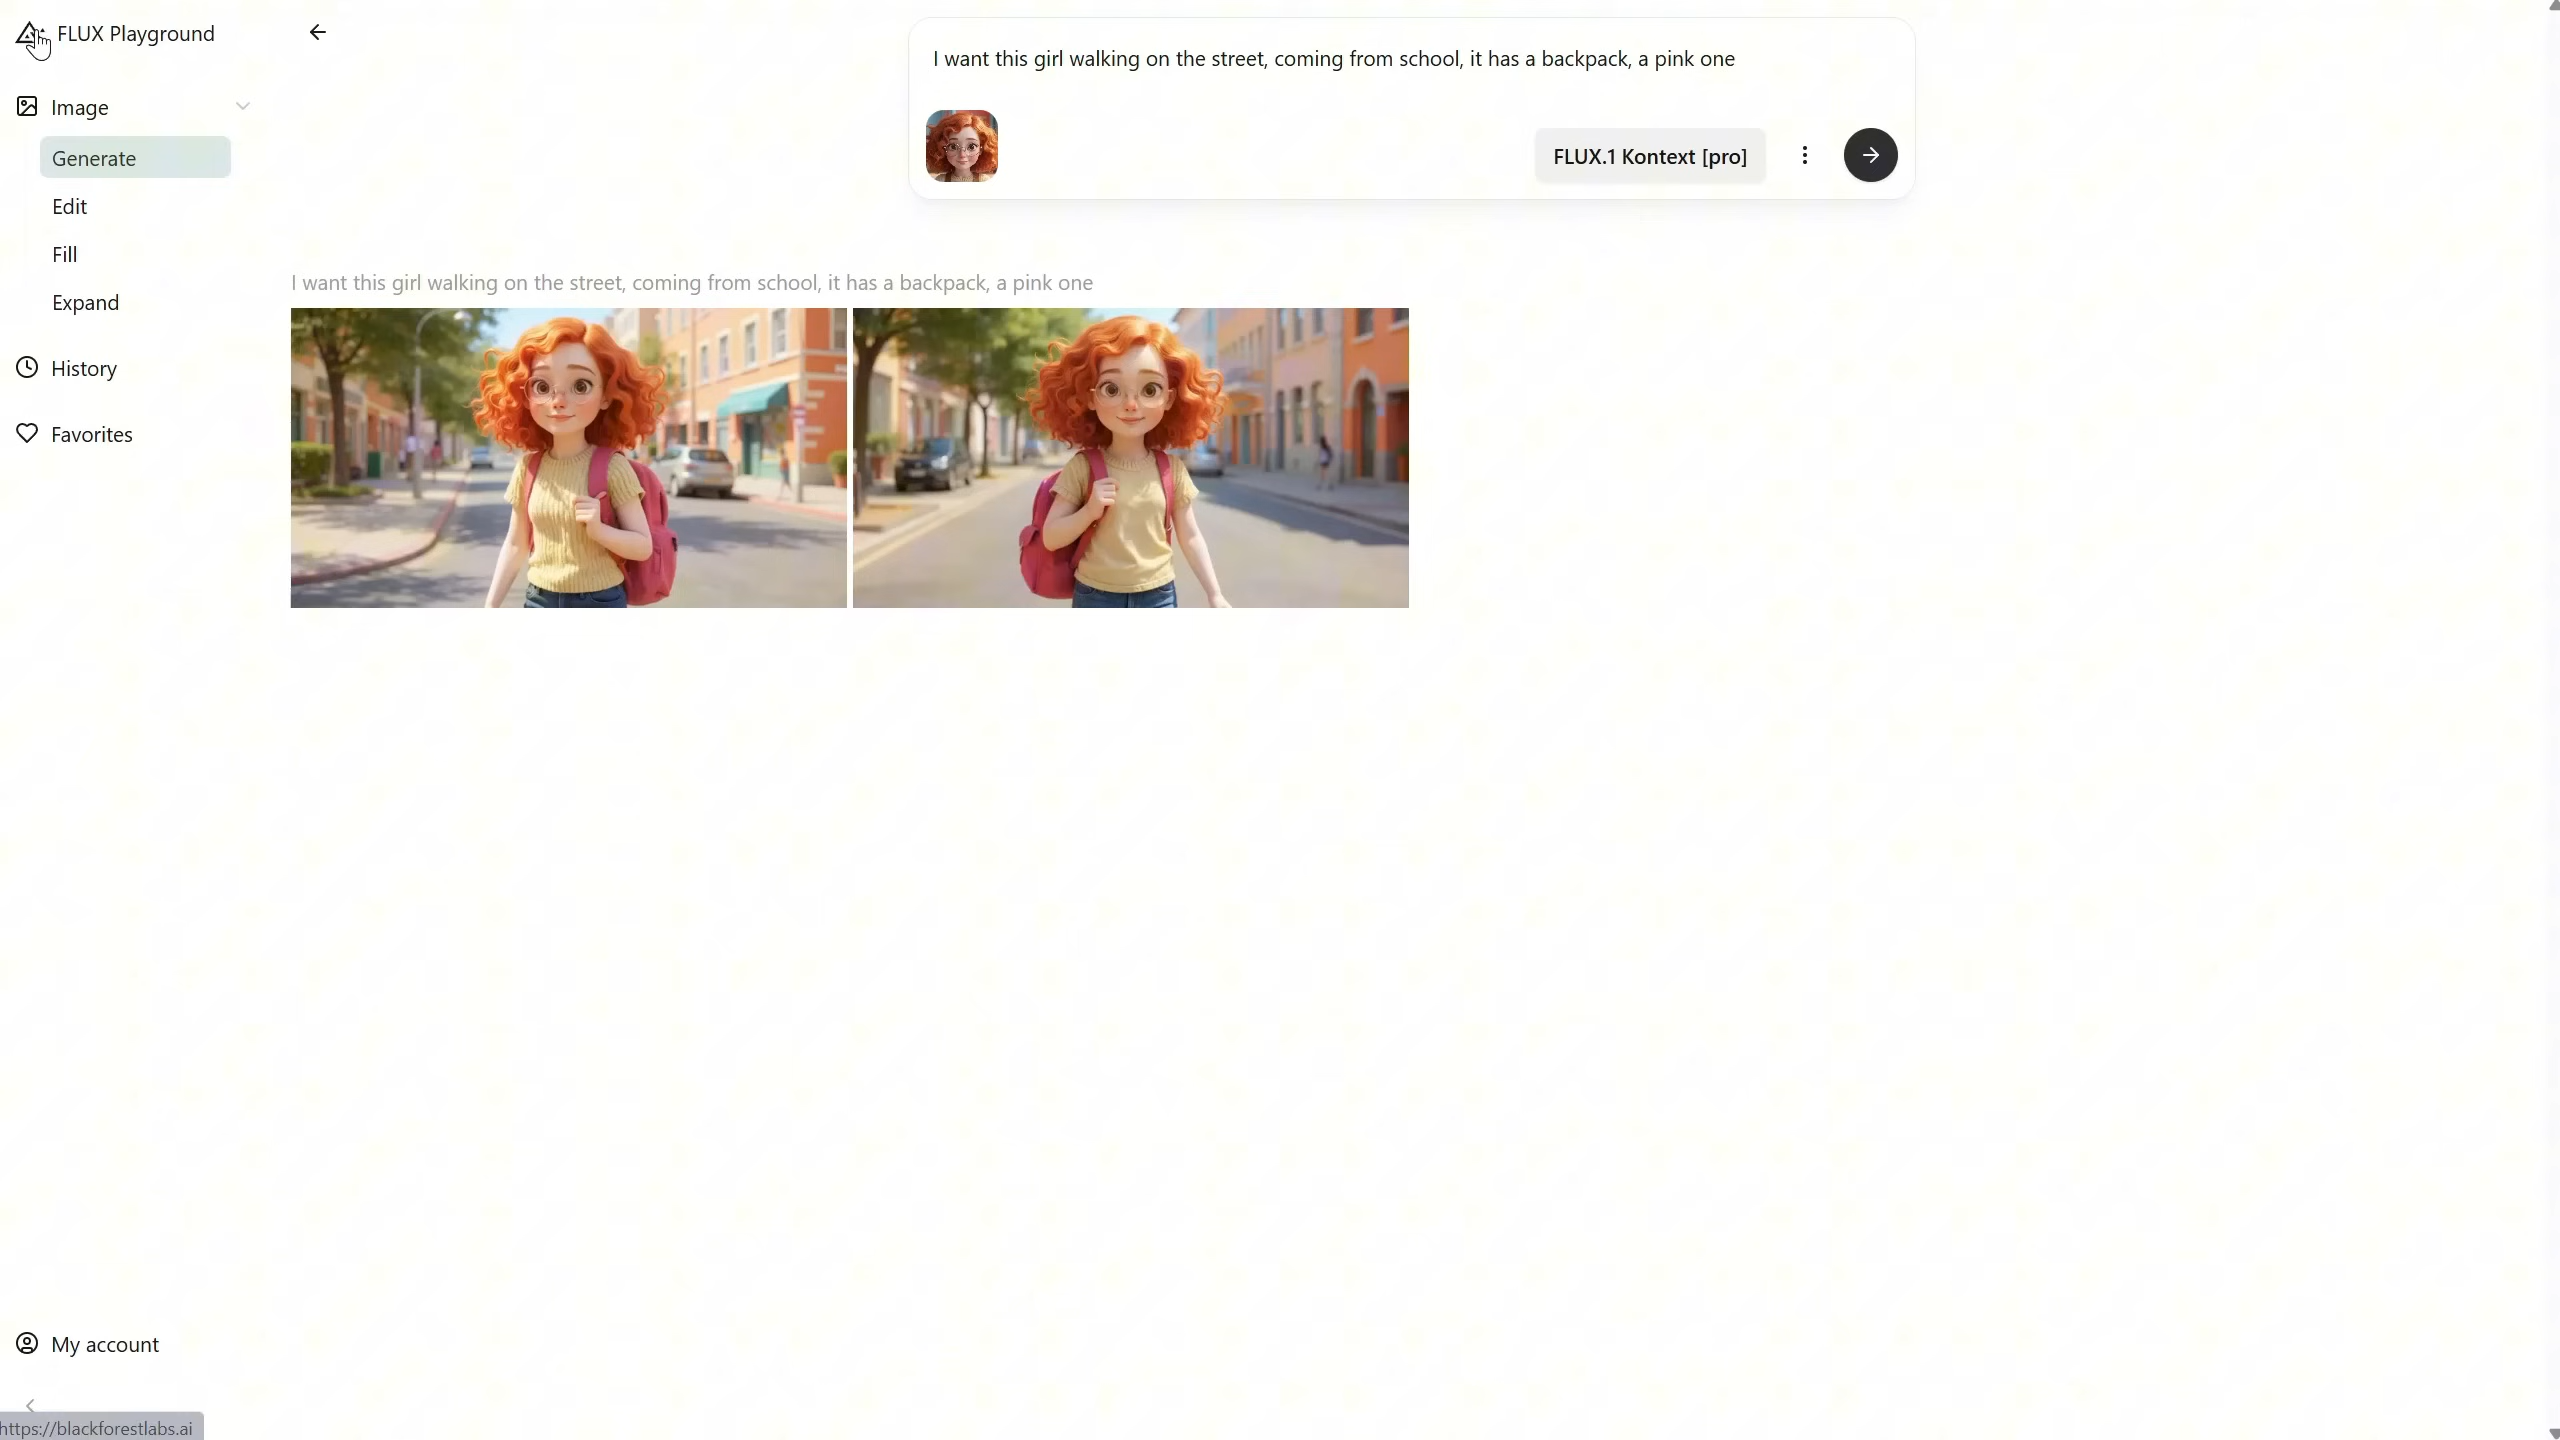 FLUX Playground
I want this girl walking on the street, coming from school, it has a backpack, a pink one
Image
Generate
FLUX.1 Kontext [pro]
Edit
Fill
Expand
I want this girl walking on the street, coming from school, it has a backpack, a pink one
History
Favorites
My account
https://blackforestlabs.ai